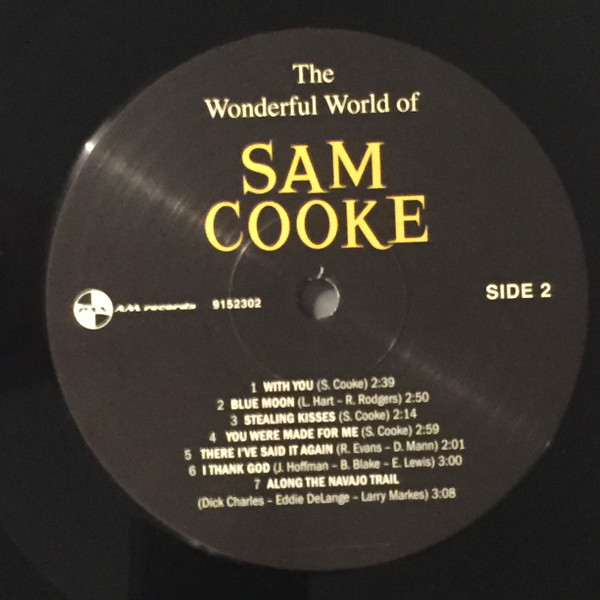 The
Wonderful World of
SAM
COOKE
AM records 9152302
SIDE 2
1 WITH YOU (S. Cooke) 2:39
2 BLUE MOON (L. Hart – R. Rodgers) 2:50
3 STEALING KISSES (S. Cooke) 2:14
4 YOU WERE MADE FOR ME (S. Cooke) 2:59
5 THERE I'VE SAID IT AGAIN (R. Evans – D. Mann) 2:01
6 I THANK GOD (J. Hoffman – B. Blake – E. Lewis) 3:00
7 ALONG THE NAVAJO TRAIL
(Dick Charles – Eddie DeLange – Larry Markes) 3:08